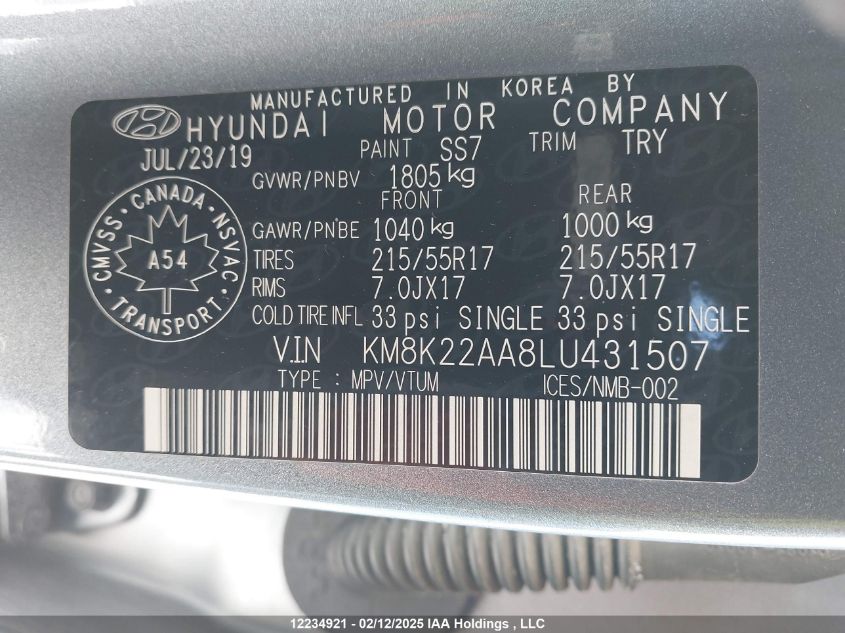 MANUFACTURED IN KOREA BY
HYUNDAI MOTOR COMPANY
JUL/23/19 PAINT SS7 TRIM TRY
GVWR/PNBV 1805 kg
FRONT REAR
GAWR/PNBE 1040 kg 1000 kg
TIRES 215/55R17 215/55R17
RIMS 7.0JX17 7.0JX17
COLD TIRE INFL 33 psi SINGLE 33 psi SINGLE
CMVSS · CANADA · NSVAC · TRANSPORT ·
A54
V.I.N KM8K22AA8LU431507
TYPE : MPV/VTUM ICES/NMB-002
12234921 - 02/12/2025 IAA Holdings , LLC